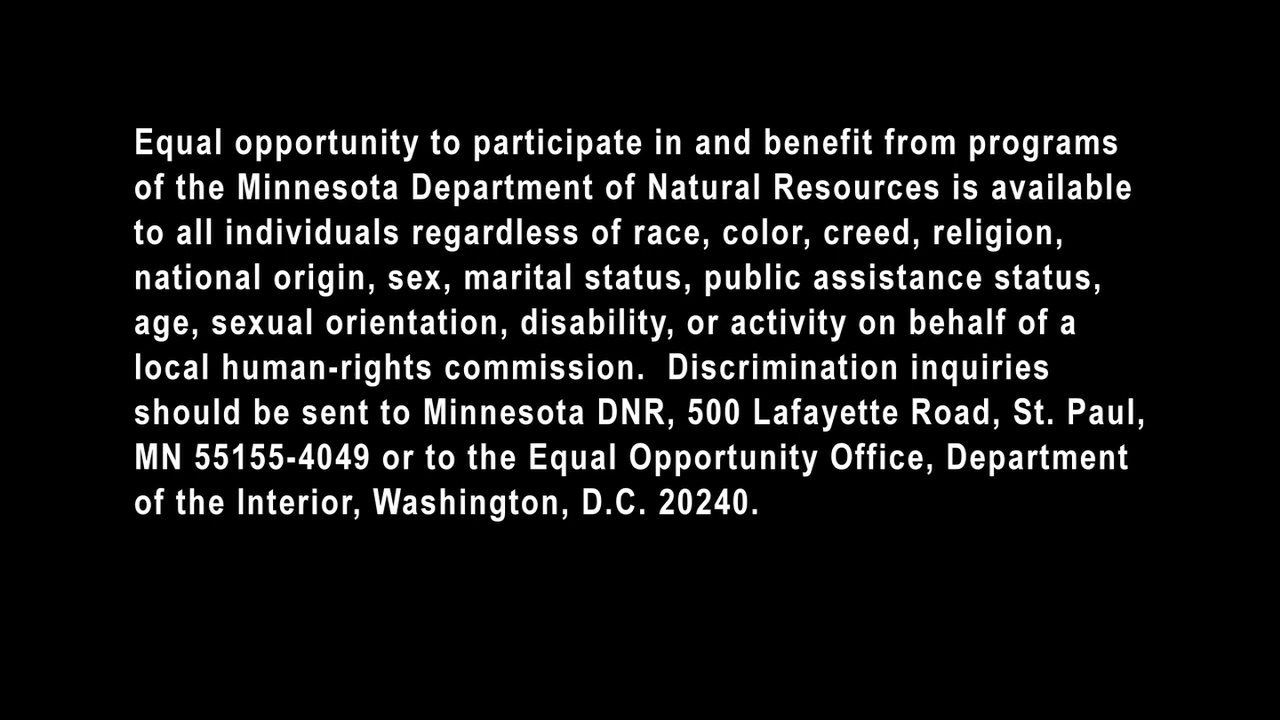 Equal opportunity to participate in and benefit from programs
of the Minnesota Department of Natural Resources is available
to all individuals regardless of race, color, creed, religion,
national origin, sex, marital status, public assistance status,
age, sexual orientation, disability, or activity on behalf of a
local human-rights commission.  Discrimination inquiries
should be sent to Minnesota DNR, 500 Lafayette Road, St. Paul,
MN 55155-4049 or to the Equal Opportunity Office, Department
of the Interior, Washington, D.C. 20240.